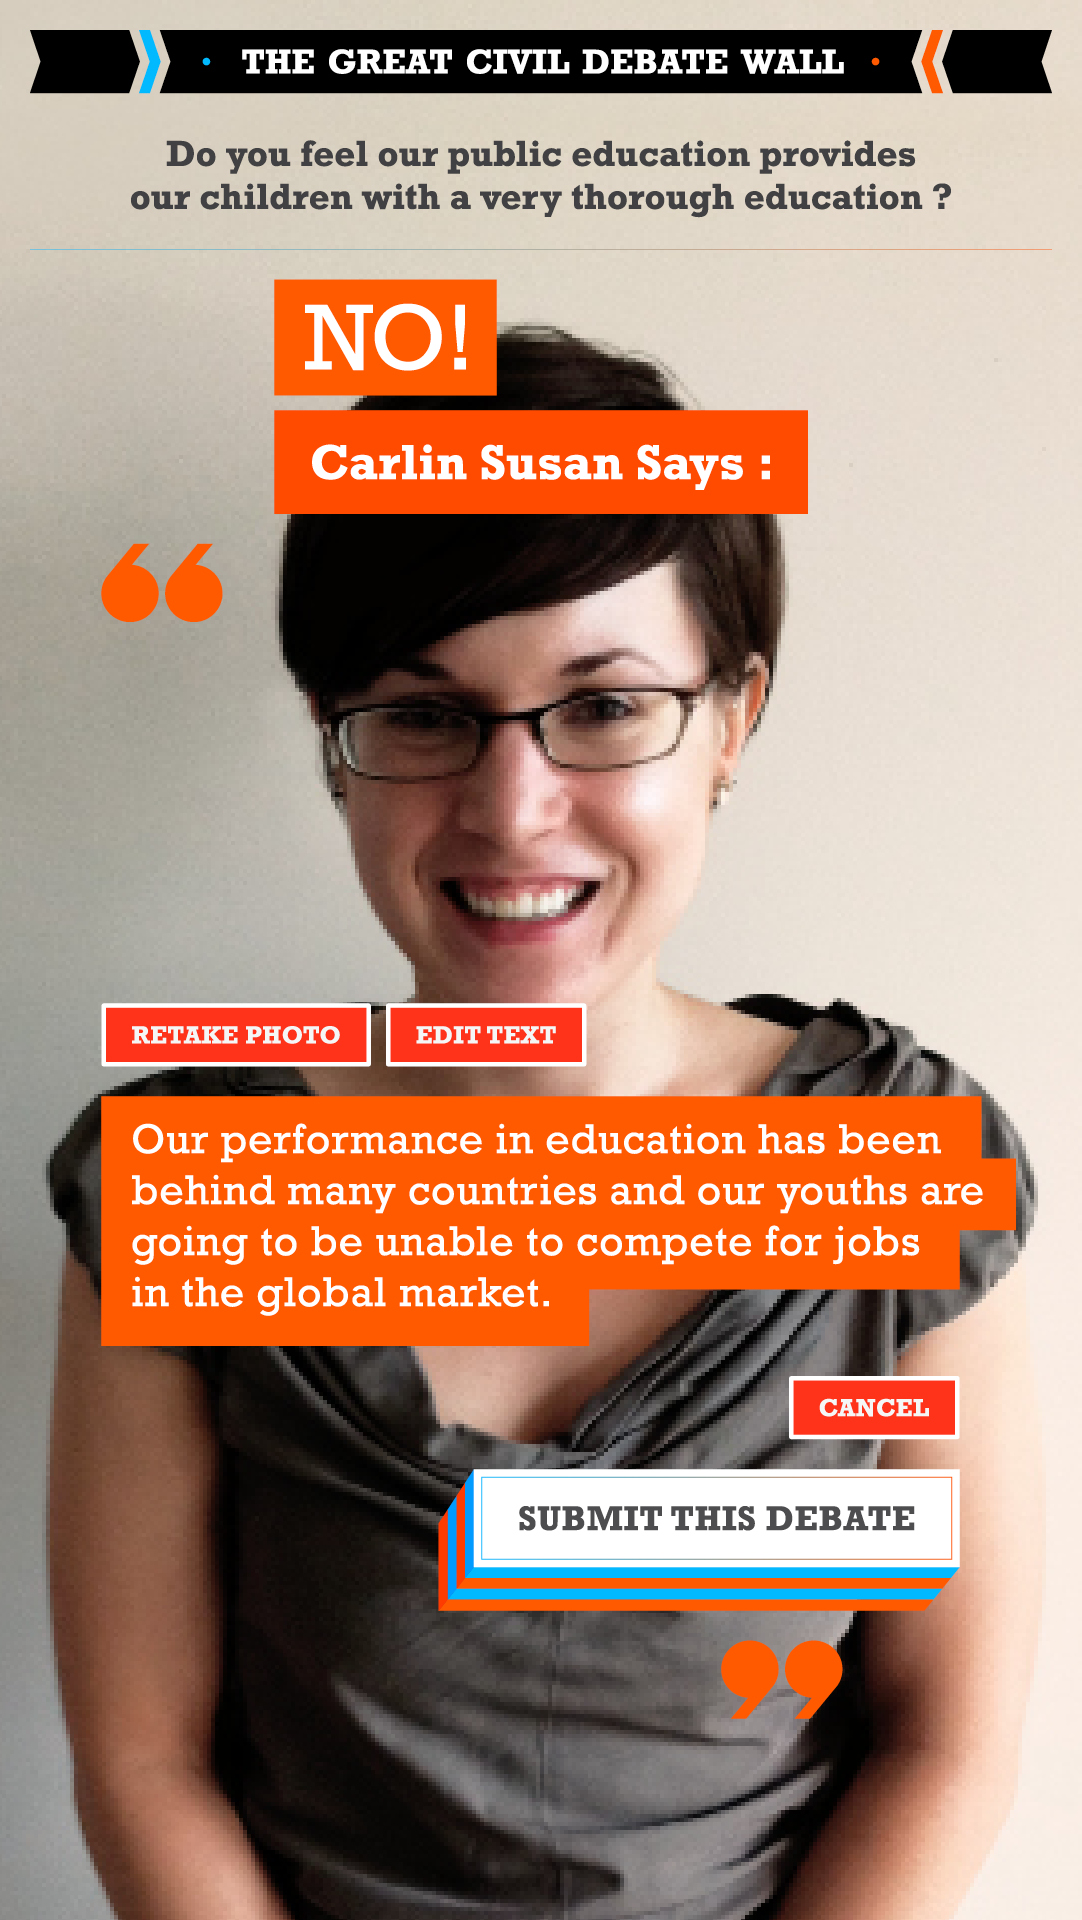 THE GREAT CIVIL DEBATE WALL
Do you feel our public education provides
our children with a very thorough education ?
NO!
Carlin Susan Says :
“
RETAKE PHOTO
EDIT TEXT
Our performance in education has been
behind many countries and our youths are
going to be unable to compete for jobs
in the global market.
CANCEL
SUBMIT THIS DEBATE
”